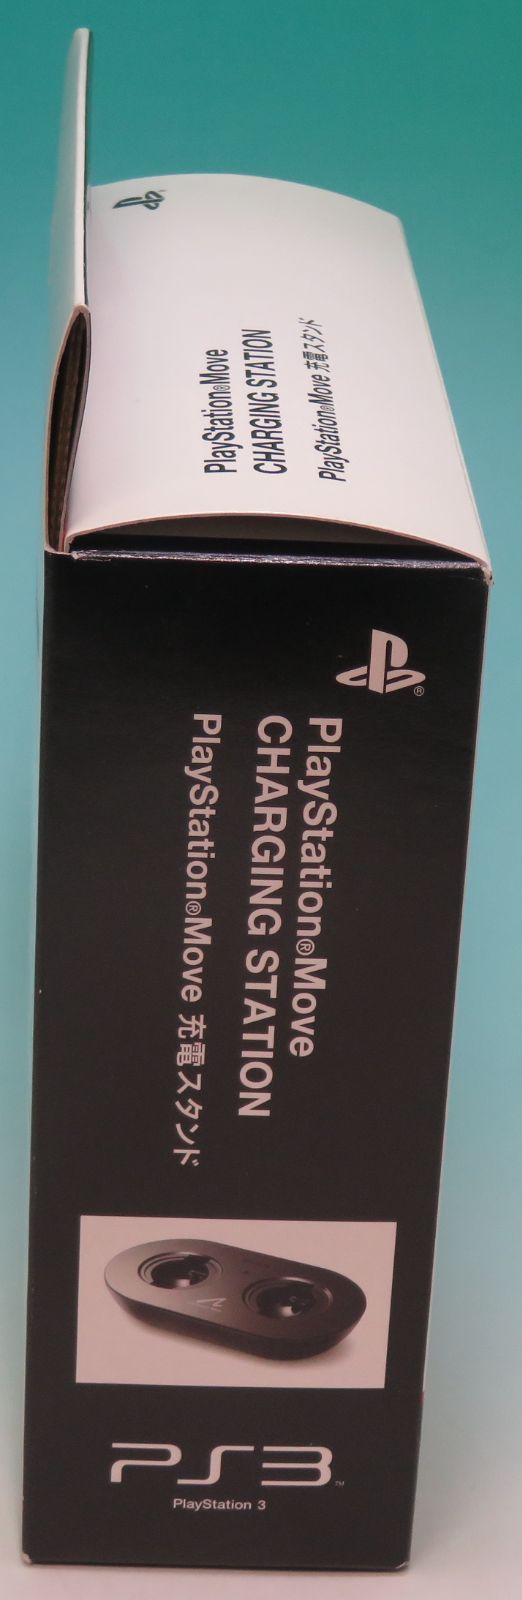 PlayStation®Move
CHARGING STATION
PlayStation®Move 充電スタンド
PlayStation®Move
CHARGING STATION
PlayStation®Move 充電スタンド
PS3™
PlayStation 3